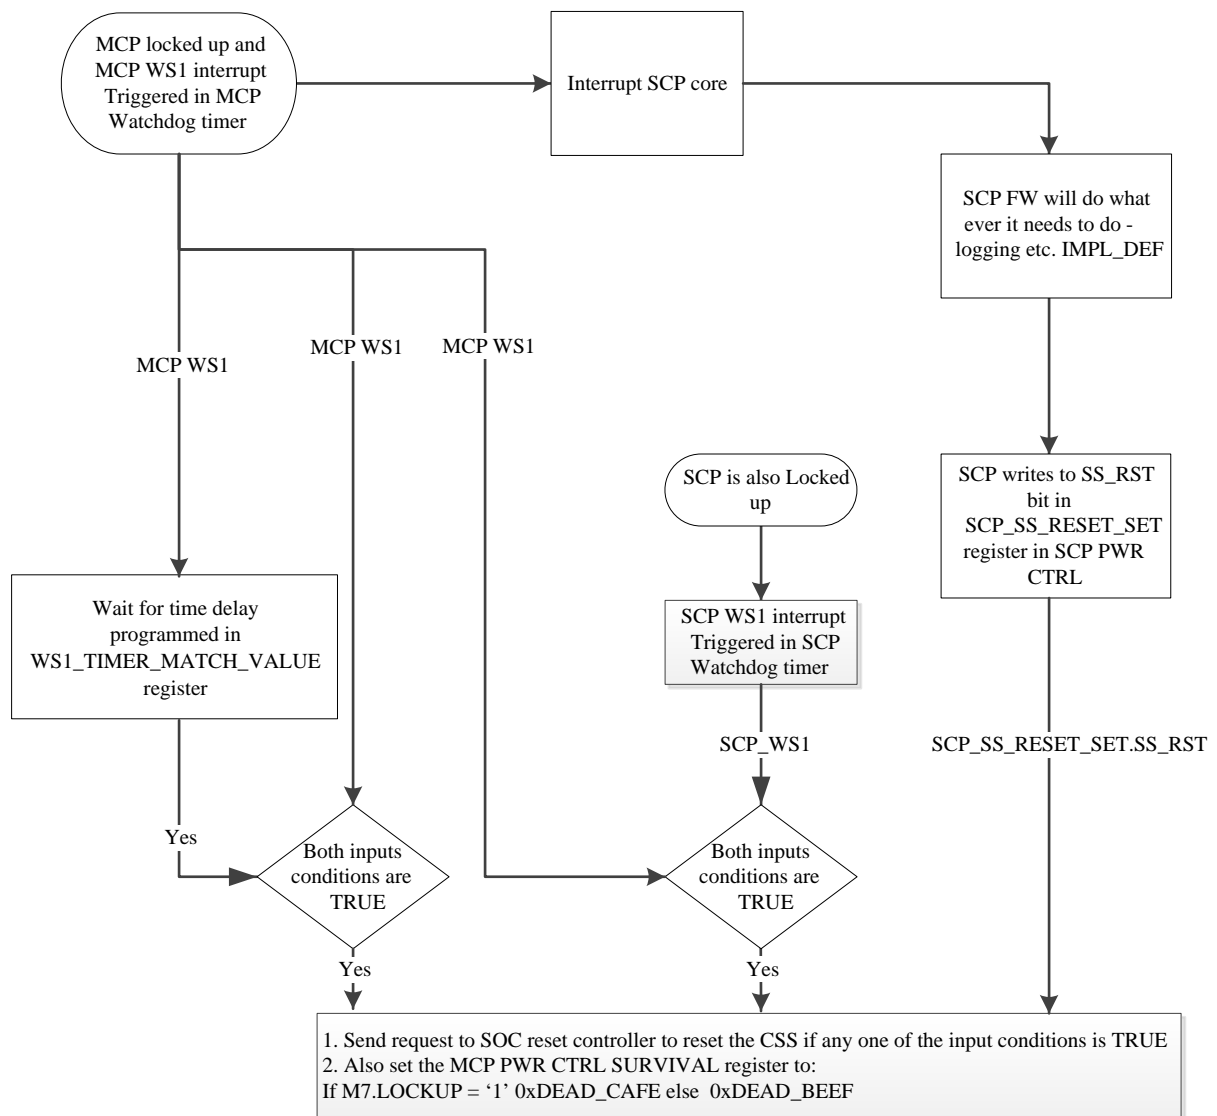 MCP locked up and
MCP WS1 interrupt
Triggered in MCP
Watchdog timer
Interrupt SCP core
SCP FW will do what
ever it needs to do -
logging etc. IMPL_DEF
MCP WS1
MCP WS1
MCP WS1
SCP is also Locked
up
SCP writes to SS_RST
bit in
SCP_SS_RESET_SET
register in SCP PWR
CTRL
Wait for time delay
programmed in
WS1_TIMER_MATCH_VALUE
register
SCP WS1 interrupt
Triggered in SCP
Watchdog timer
SCP_WS1
SCP_SS_RESET_SET.SS_RST
Yes
Both inputs
conditions are
TRUE
Both inputs
conditions are
TRUE
Yes
Yes
1. Send request to SOC reset controller to reset the CSS if any one of the input conditions is TRUE
2. Also set the MCP PWR CTRL SURVIVAL register to:
If M7.LOCKUP = ‘1’ 0xDEAD_CAFE else 0xDEAD_BEEF